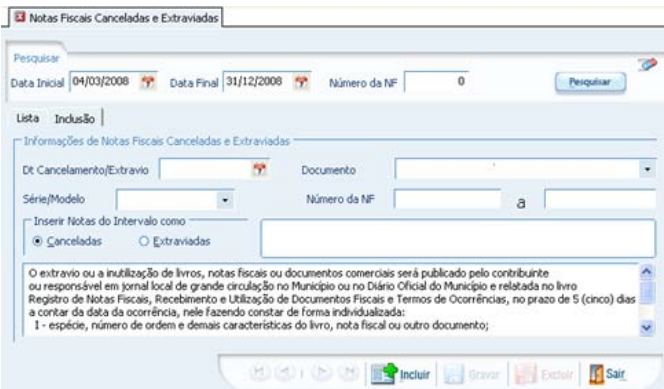 Notas Fiscais Canceladas e Extraviadas
Pesquisar
Data Inicial 04/03/2008 Data Final 31/12/2008 Número da NF 0 Pesquisar
Lista Inclusão
Informações de Notas Fiscais Canceladas e Extraviadas
Dt Cancelamento/Extravio Documento
Série/Modelo Número da NF a
Inserir Notas do Intervalo como
Canceladas Extraviadas
O extravio ou a inutilização de livros, notas fiscais ou documentos comerciais será publicado pelo contribuinte
ou responsável em jornal local de grande circulação no Município ou no Diário Oficial do Município e relatada no livro
Registro de Notas Fiscais, Recebimento e Utilização de Documentos Fiscais e Termos de Ocorrências, no prazo de 5 (cinco) dias
a contar da data da ocorrência, nele fazendo constar de forma individualizada:
I - espécie, número de ordem e demais características do livro, nota fiscal ou outro documento;
Incluir Gravar Excluir Sair